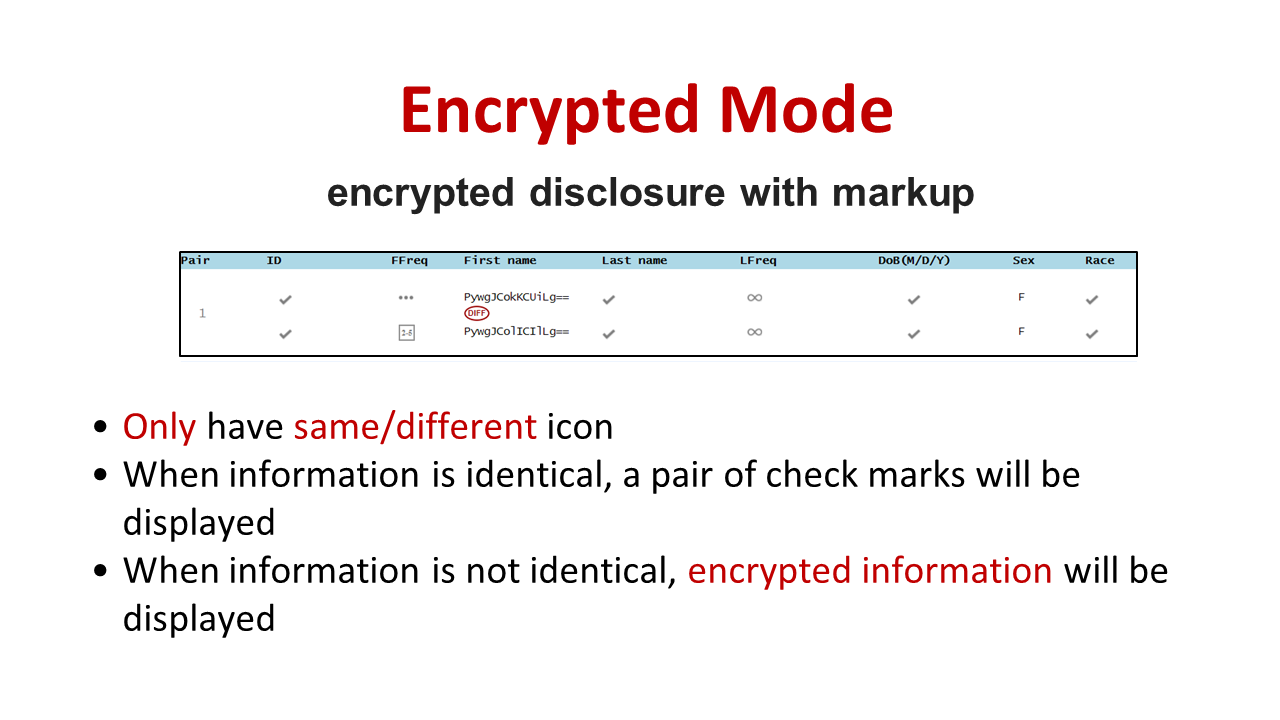 Encrypted Mode
encrypted disclosure with markup
Pair ID FFreq First name Last name LFreq DoB(M/D/Y) Sex Race
✔ ••• PywgJCokKCUiLg== ✔ ∞ ✔ F ✔
1 DIFF
✔ 2-5 PywgJColICIlLg== ✔ ∞ ✔ F ✔
• Only have same/different icon
• When information is identical, a pair of check marks will be
displayed
• When information is not identical, encrypted information will be
displayed